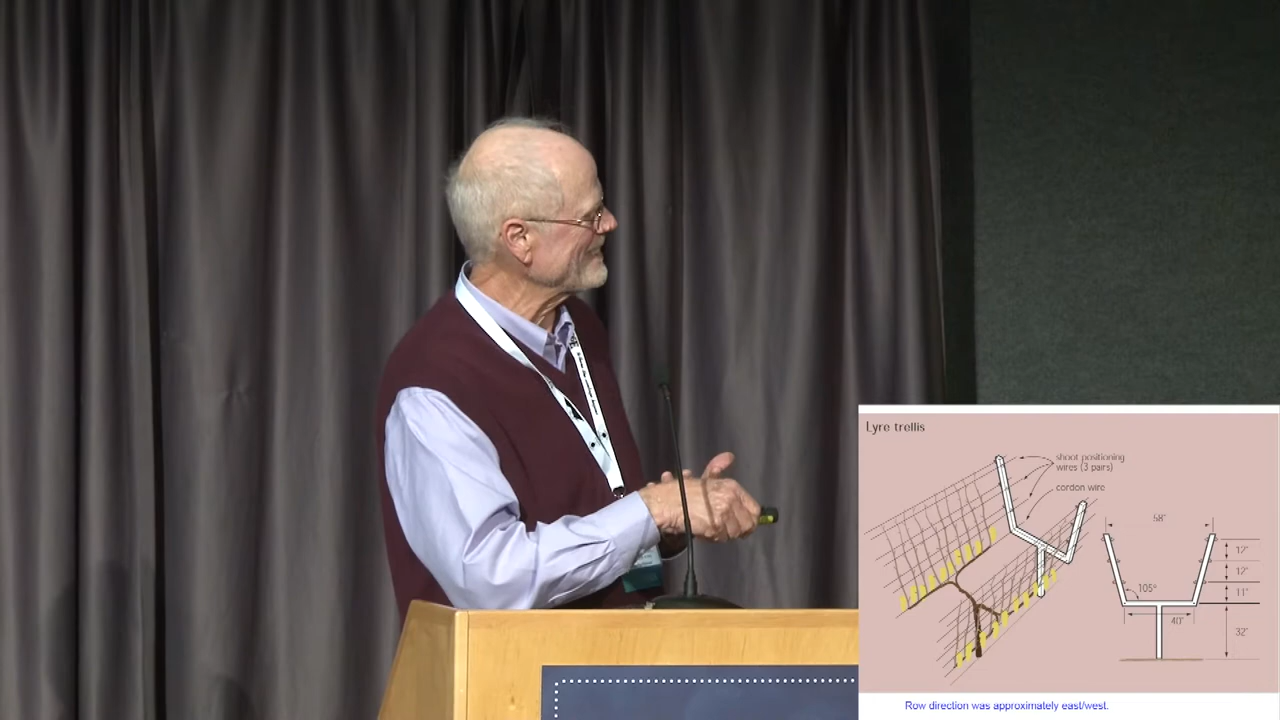 Lyre trellis
shoot positioning
wires (3 pairs)
cordon wire
58"
12"
12"
105°
11"
40"
32"
Row direction was approximately east/west.